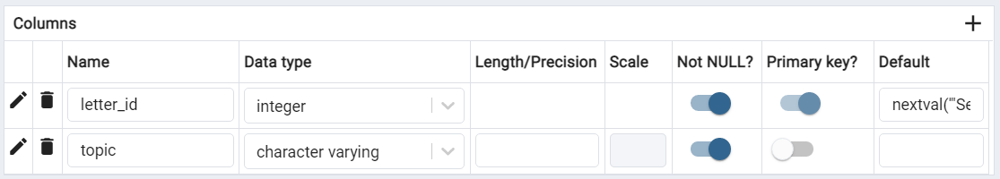 Columns
Name Data type Length/Precision Scale Not NULL? Primary key? Default
letter_id integer nextval('"Se
topic character varying